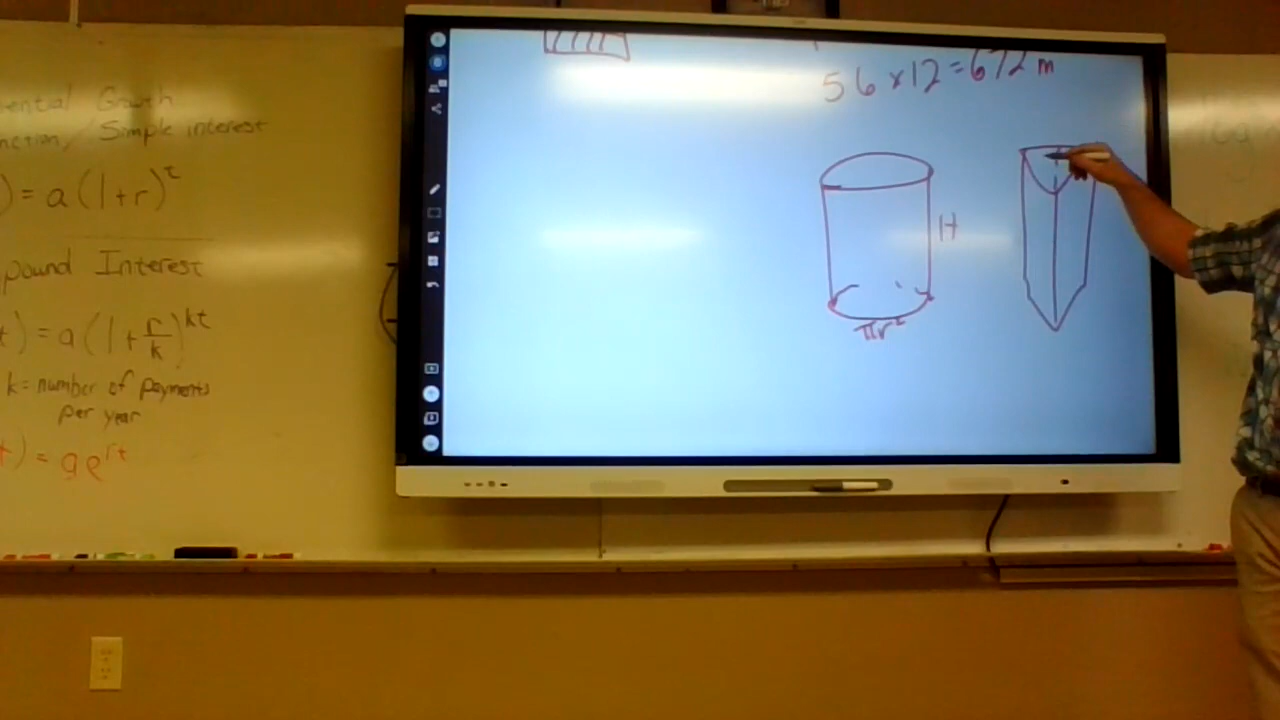 ential Growth
nction, Simple interest
) = a(1+r)^t
pound Interest
t) = a(1+r/k)^kt
k = number of payments
per year
t) = ae^rt
56×12=672 m
H
πr²